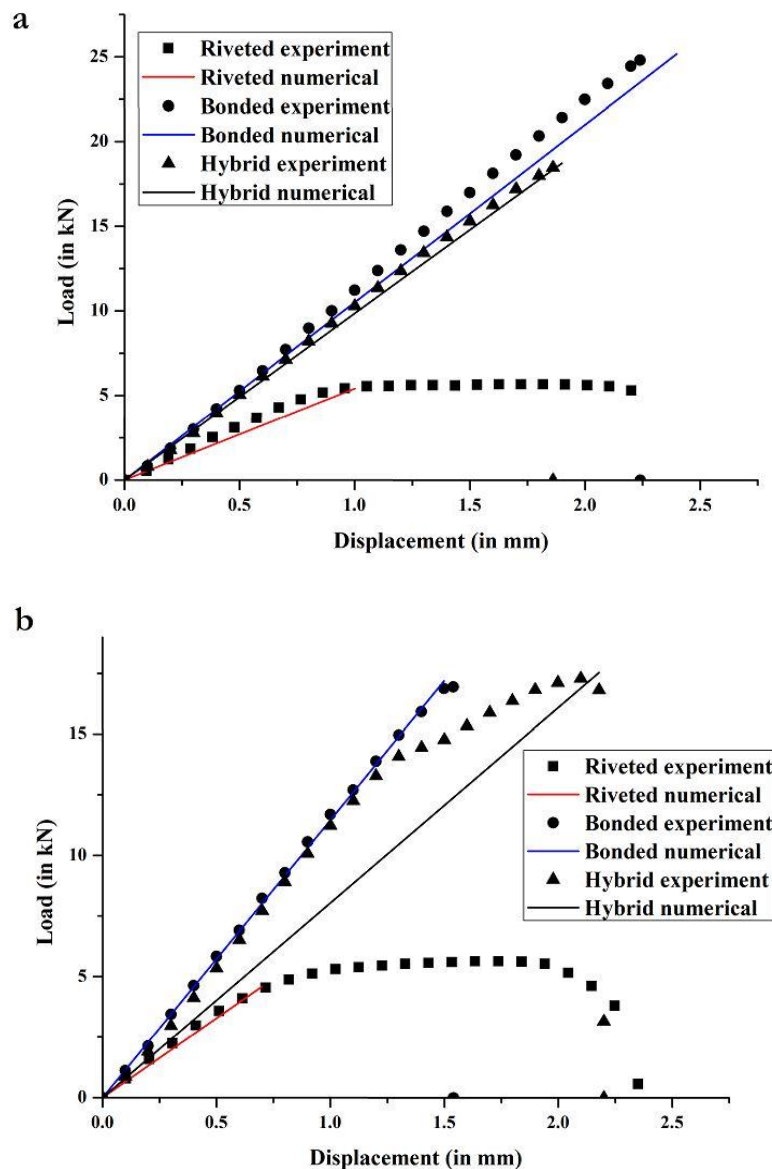 a
Riveted experiment
Riveted numerical
Bonded experiment
Bonded numerical
Hybrid experiment
Hybrid numerical
25
20
15
10
5
0
Load (in kN)
0.0 0.5 1.0 1.5 2.0 2.5
Displacement (in mm)
b
15
10
5
0
Load (in kN)
Riveted experiment
Riveted numerical
Bonded experiment
Bonded numerical
Hybrid experiment
Hybrid numerical
0.0 0.5 1.0 1.5 2.0 2.5
Displacement (in mm)